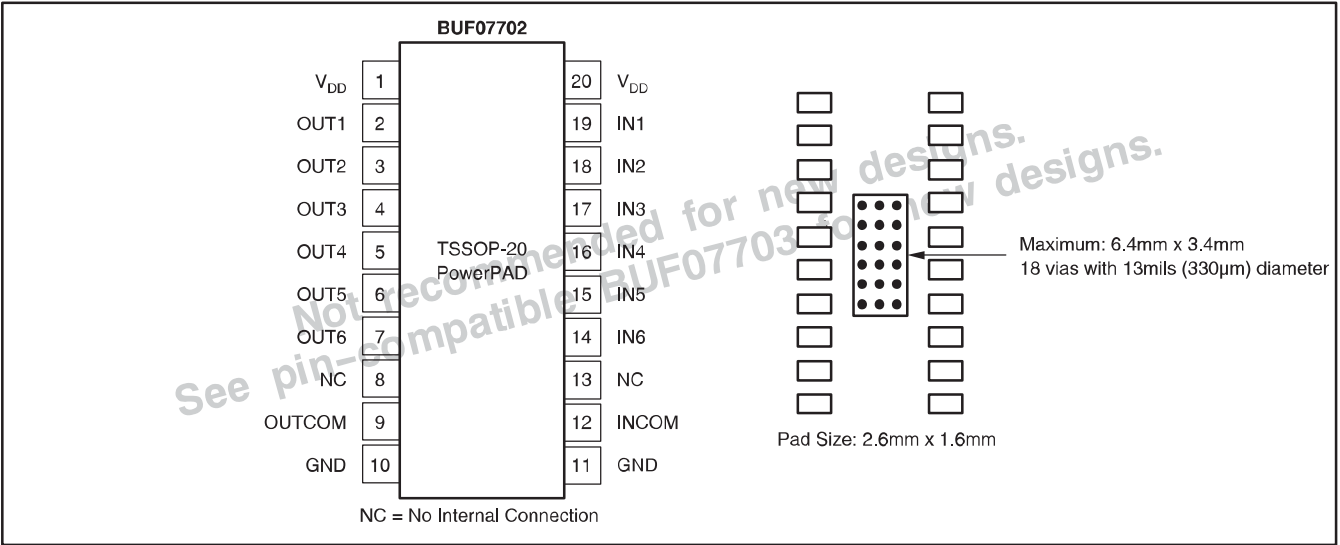 BUF07702
VDD 1 20 VDD
OUT1 2 19 IN1
OUT2 3 18 IN2
OUT3 4 17 IN3
OUT4 5 16 IN4
OUT5 6 15 IN5
OUT6 7 14 IN6
NC 8 13 NC
OUTCOM 9 12 INCOM
GND 10 11 GND
TSSOP-20
PowerPAD
NC = No Internal Connection
Maximum: 6.4mm x 3.4mm
18 vias with 13mils (330µm) diameter
Pad Size: 2.6mm x 1.6mm
Not recommended for new designs.
See pin-compatible BUF07703 for new designs.